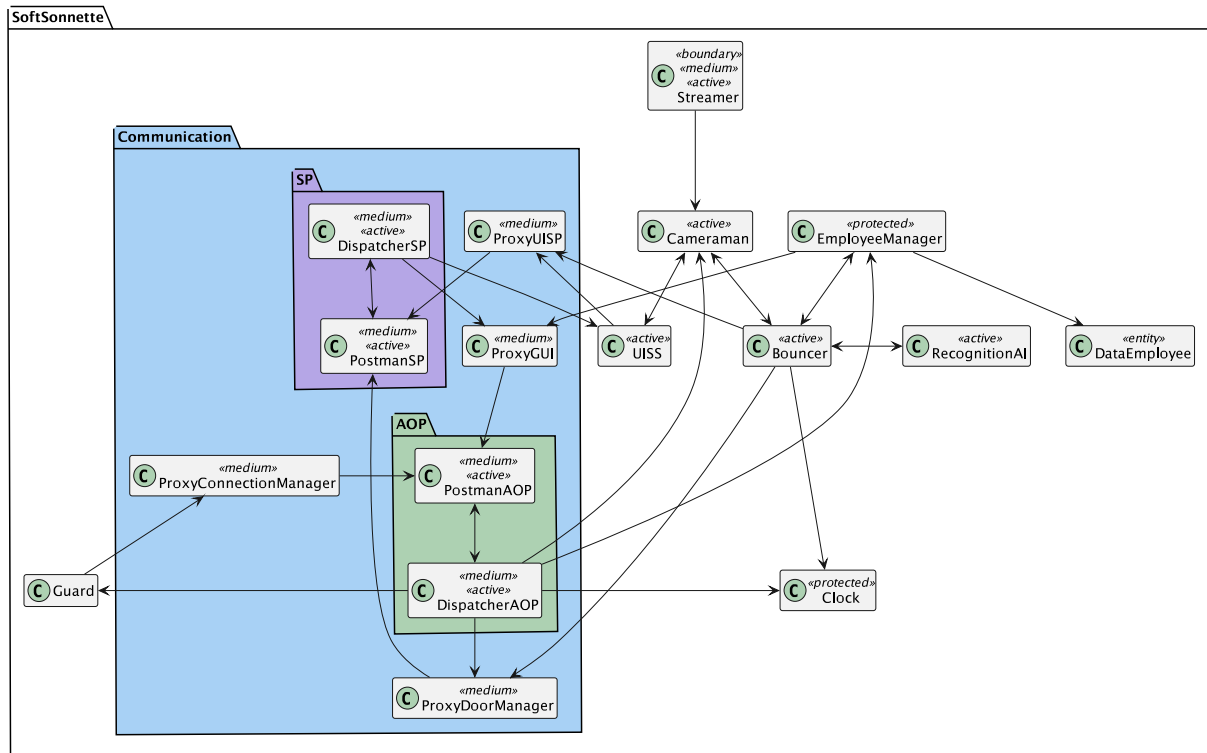 SoftSonnette
«boundary»
«medium»
«active»
C Streamer
Communication
SP
«medium»
«active»
C DispatcherSP
«medium»
C ProxyUISP
«active»
C Cameraman
«protected»
C EmployeeManager
«medium»
«active»
C PostmanSP
«medium»
C ProxyGUI
«active»
C UISS
«active»
C Bouncer
«active»
C RecognitionAI
«entity»
C DataEmployee
AOP
«medium»
C ProxyConnectionManager
«medium»
«active»
C PostmanAOP
C Guard
«medium»
«active»
C DispatcherAOP
«protected»
C Clock
«medium»
C ProxyDoorManager